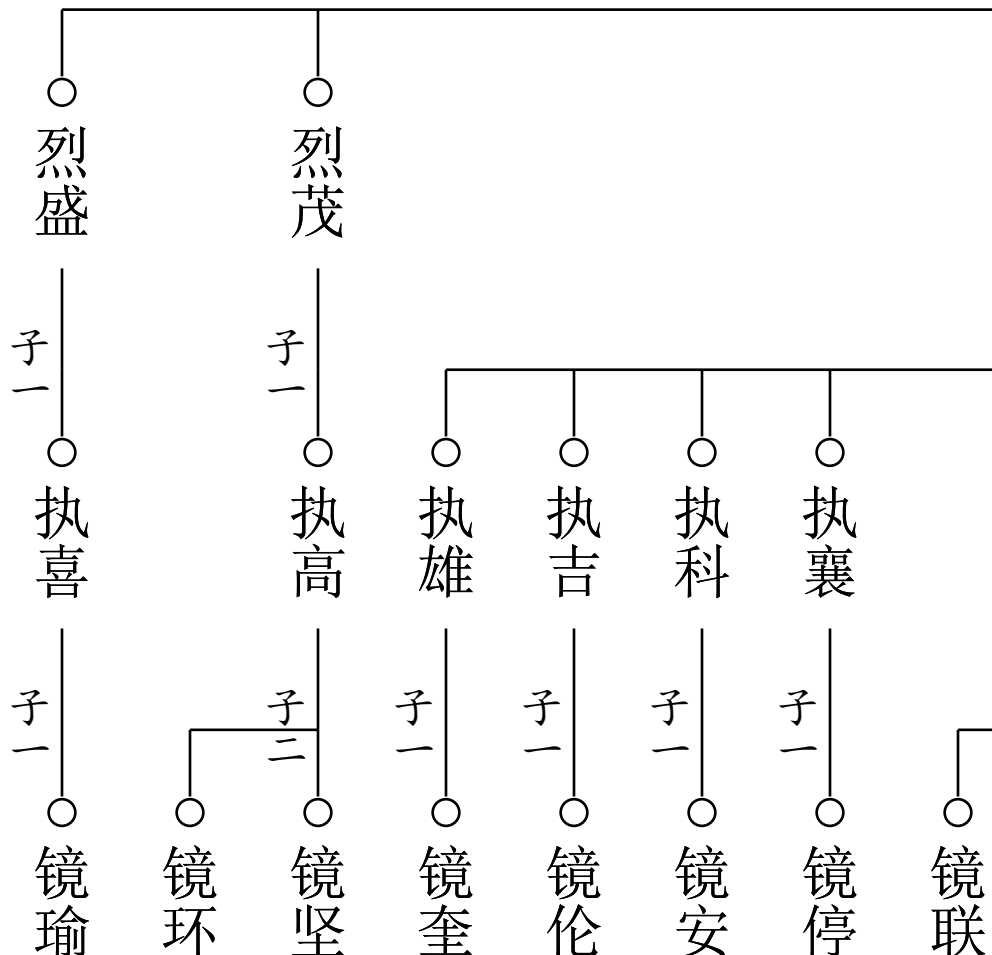 烈盛
烈茂
子一
子一
执喜
执高
执雄
执吉
执科
执襄
子一
子二
子一
子一
子一
子一
镜瑜
镜环
镜坚
镜奎
镜伦
镜安
镜停
镜联